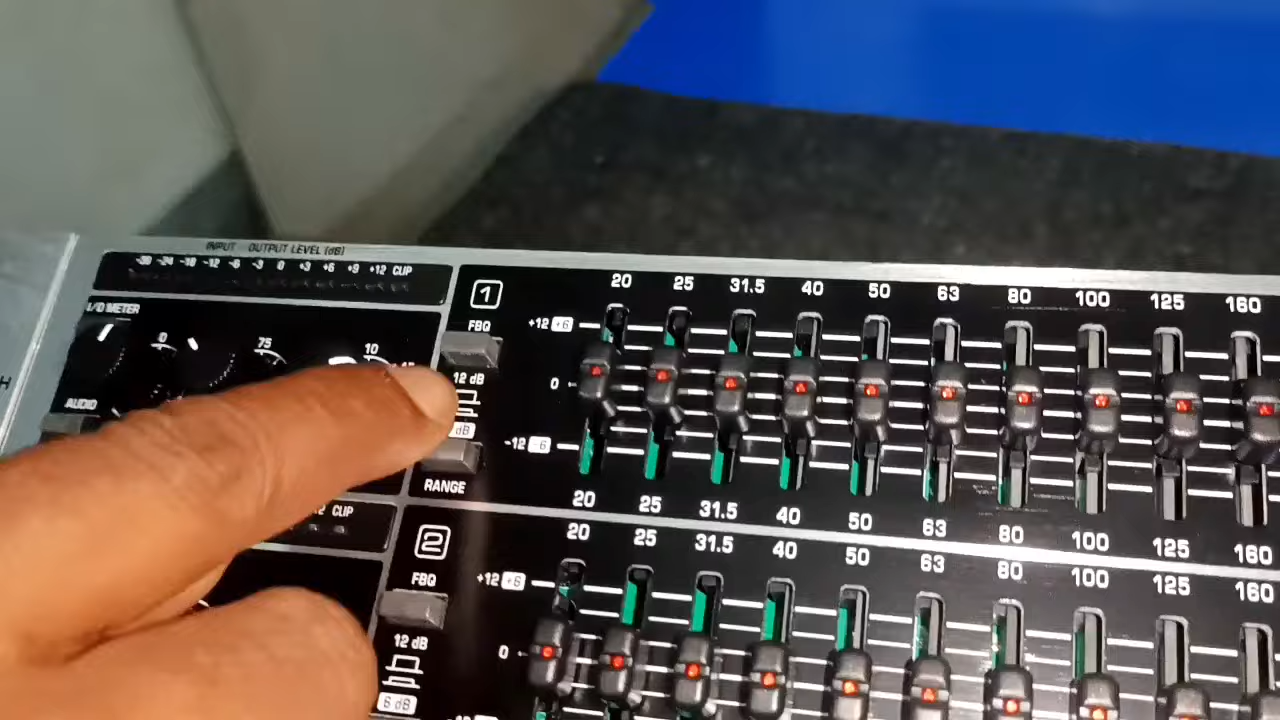 INPUT OUTPUT LEVEL (dB)
-30 -24 -18 -12 -6 -3 0 +3 +6 +9 +12 CLIP
I/O METER
0
75
10
AUDIO
H
1
FBQ
12 dB
dB
RANGE
20 25 31.5 40 50 63 80 100 125 160
+12 +6
0
-12 -6
20 25 31.5 40 50 63 80 100 125 160
CLIP
2
FBQ
12 dB
6 dB
20 25 31.5 40 50 63 80 100 125 160
+12 +6
0